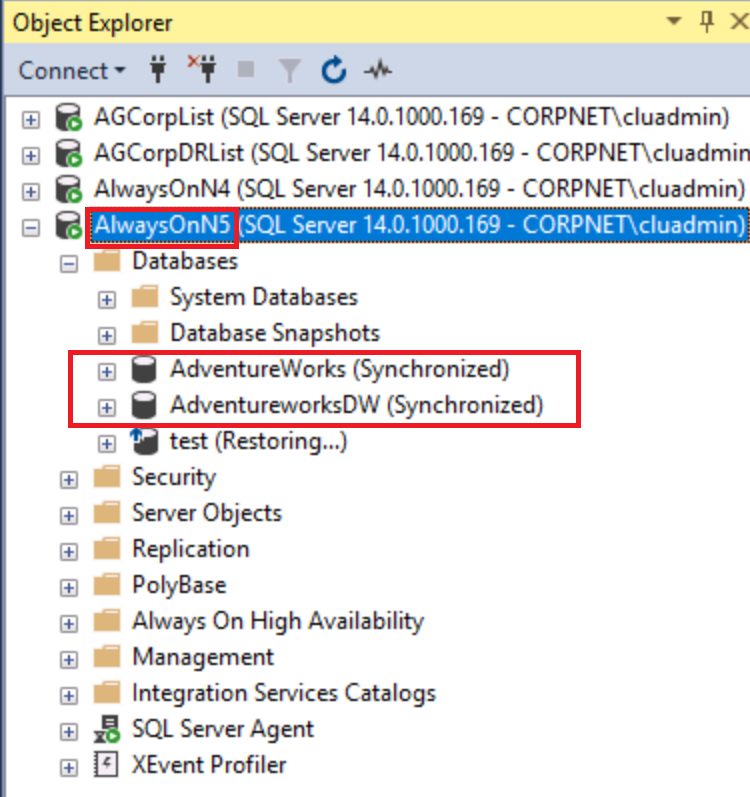 Object Explorer
Connect
AGCorpList (SQL Server 14.0.1000.169 - CORPNET\cluadmin)
AGCorpDRList (SQL Server 14.0.1000.169 - CORPNET\cluadmin
AlwaysOnN4 (SQL Server 14.0.1000.169 - CORPNET\cluadmin)
AlwaysOnN5 (SQL Server 14.0.1000.169 - CORPNET\cluadmin)
Databases
System Databases
Database Snapshots
AdventureWorks (Synchronized)
AdventureworksDW (Synchronized)
test (Restoring...)
Security
Server Objects
Replication
PolyBase
Always On High Availability
Management
Integration Services Catalogs
SQL Server Agent
XEvent Profiler